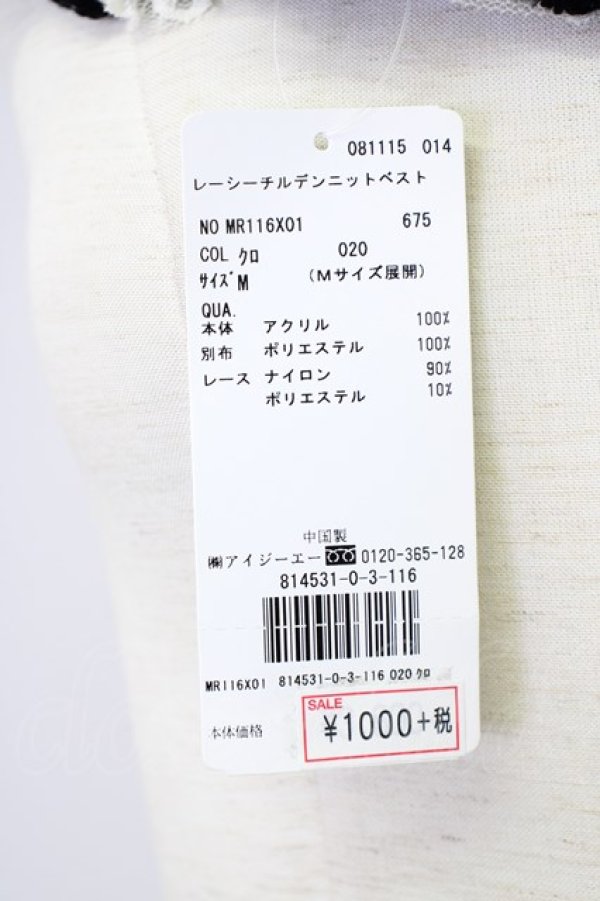 081115 014
レーシーチルデンニットベスト
NO MR116X01 675
COL クロ 020
サイズ M (Mサイズ展開)
QUA.
本体 アクリル 100%
別布 ポリエステル 100%
レース ナイロン 90%
ポリエステル 10%
中国製
㈱アイジーエー 0120-365-128
814531-0-3-116
MR116X01 814531-0-3-116 020 クロ
SALE
本体価格 ¥1000+税